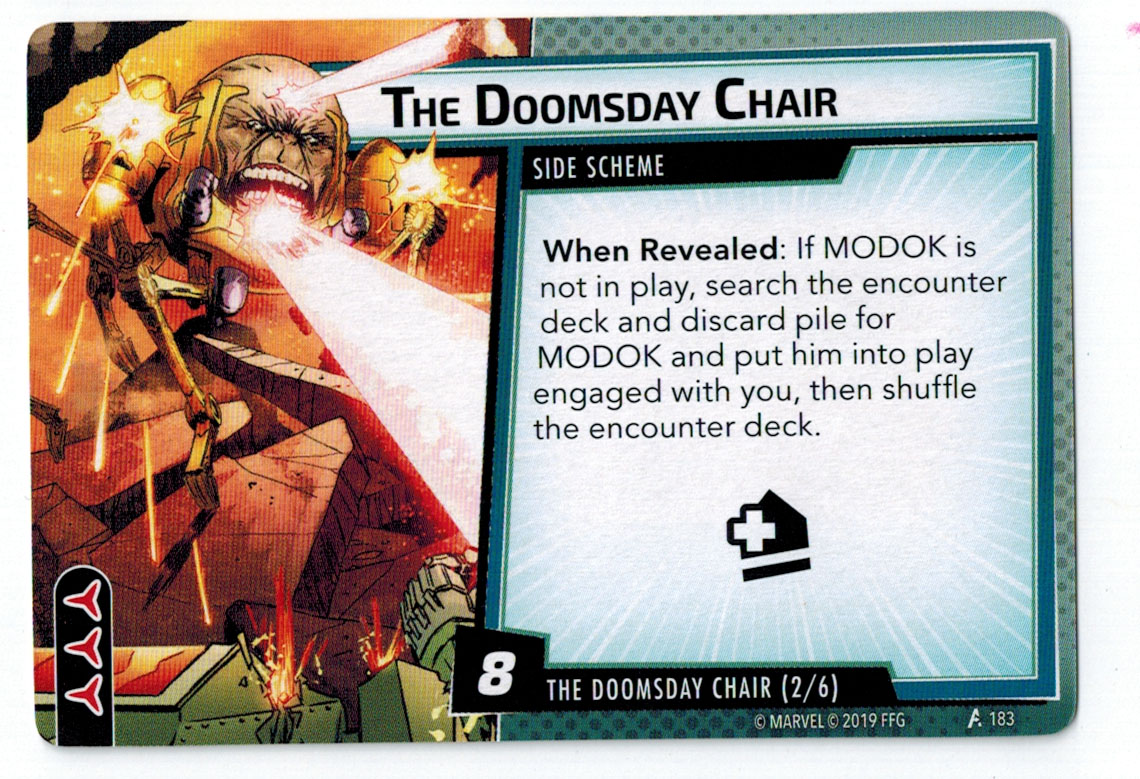 THE DOOMSDAY CHAIR
SIDE SCHEME
When Revealed: If MODOK is
not in play, search the encounter
deck and discard pile for
MODOK and put him into play
engaged with you, then shuffle
the encounter deck.
8
THE DOOMSDAY CHAIR (2/6)
© MARVEL © 2019 FFG
183
4